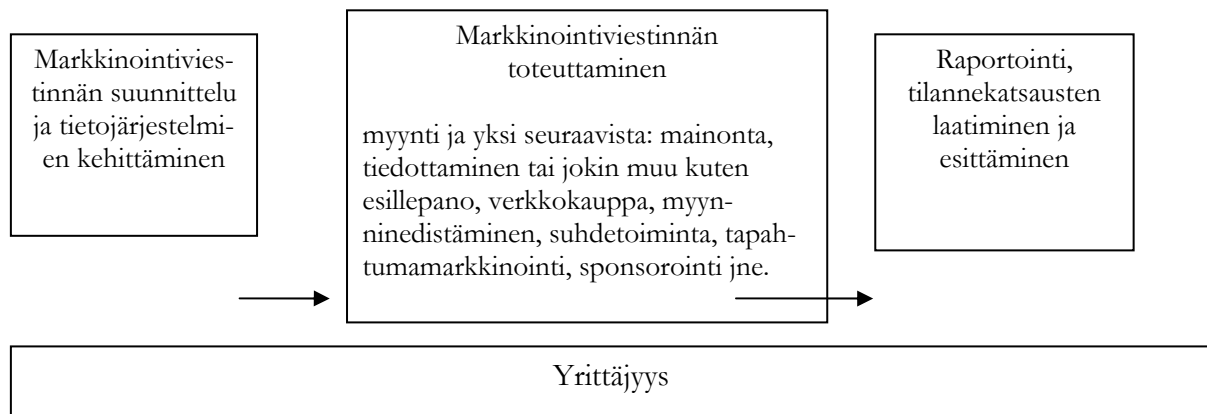 Markkinointivies-
tinnän suunnittelu
ja tietojärjestelmi-
en kehittäminen
Markkinointiviestinnän
toteuttaminen
myynti ja yksi seuraavista: mainonta,
tiedottaminen tai jokin muu kuten
esillepano, verkkokauppa, myyn-
ninedistäminen, suhdetoiminta, tapah-
tumamarkkinointi, sponsorointi jne.
Raportointi,
tilannekatsausten
laatiminen ja
esittäminen
Yrittäjyys